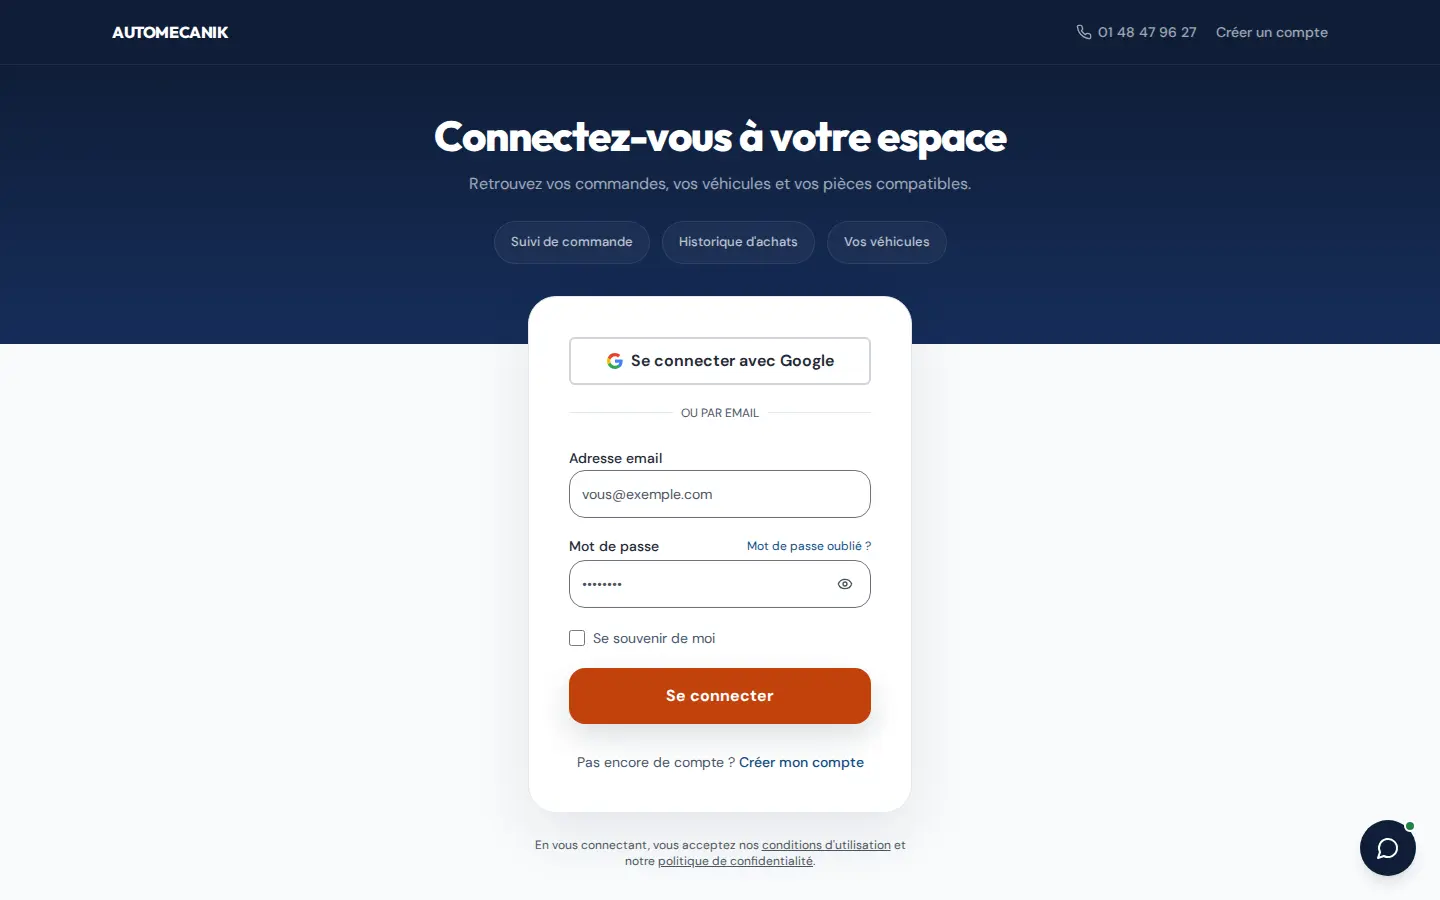 AUTOMECANIK
01 48 47 96 27
Créer un compte
Connectez-vous à votre espace
Retrouvez vos commandes, vos véhicules et vos pièces compatibles.
Suivi de commande
Historique d'achats
Vos véhicules
Se connecter avec Google
OU PAR EMAIL
Adresse email
vous@exemple.com
Mot de passe
Mot de passe oublié ?
••••••••
Se souvenir de moi
Se connecter
Pas encore de compte ? Créer mon compte
En vous connectant, vous acceptez nos conditions d'utilisation et
notre politique de confidentialité.